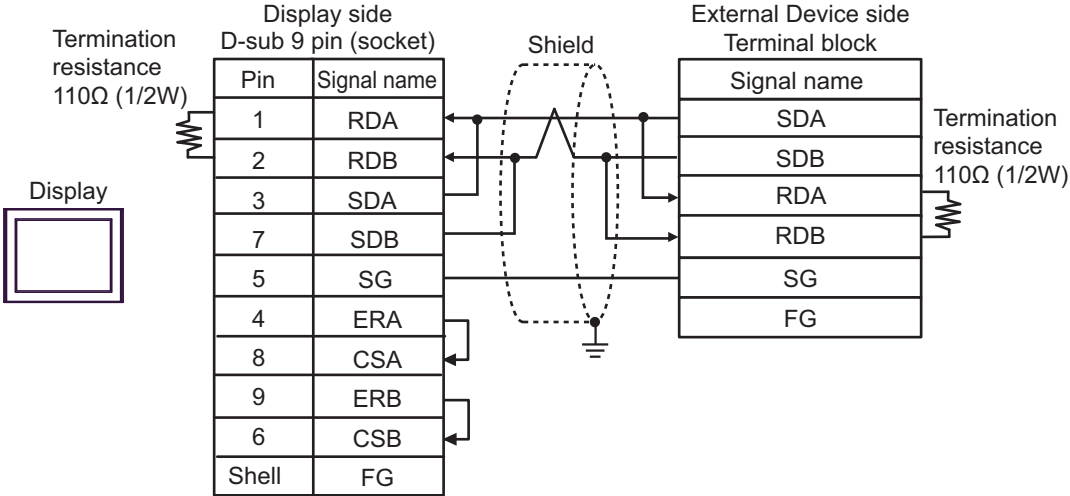 Display side
D-sub 9 pin (socket)
External Device side
Terminal block
Termination
resistance
110Ω (1/2W)
Shield
Pin Signal name
1 RDA
2 RDB
3 SDA
7 SDB
5 SG
4 ERA
8 CSA
9 ERB
6 CSB
Shell FG
Display
Signal name
SDA
SDB
RDA
RDB
SG
FG
Termination
resistance
110Ω (1/2W)